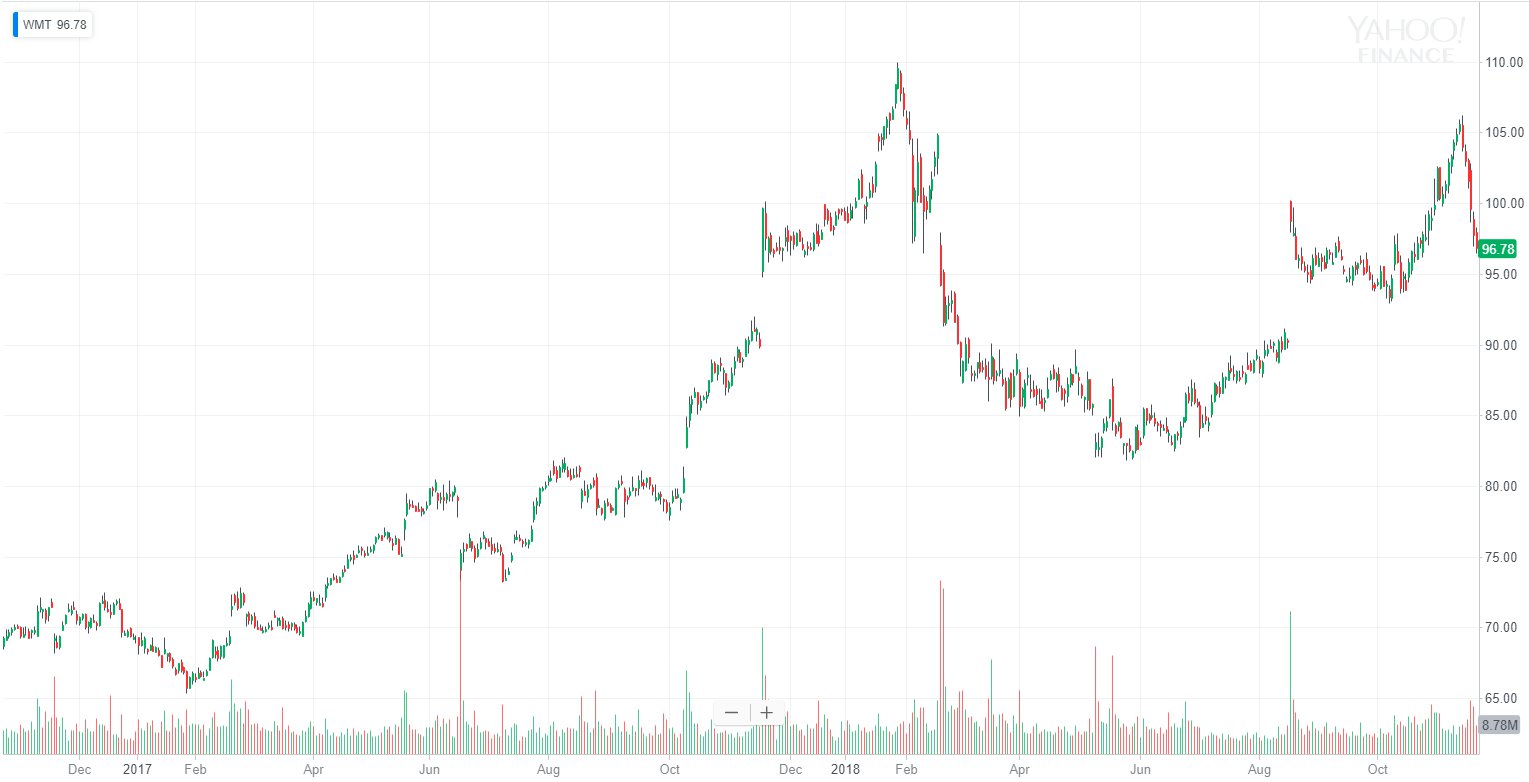 WMT 96.78
YAHOO!
FINANCE
110.00
105.00
100.00
96.78
95.00
90.00
85.00
80.00
75.00
70.00
65.00
− +
8.78M
Dec 2017 Feb Apr Jun Aug Oct Dec 2018 Feb Apr Jun Aug Oct